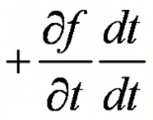 + ∂f/∂t dt/dt